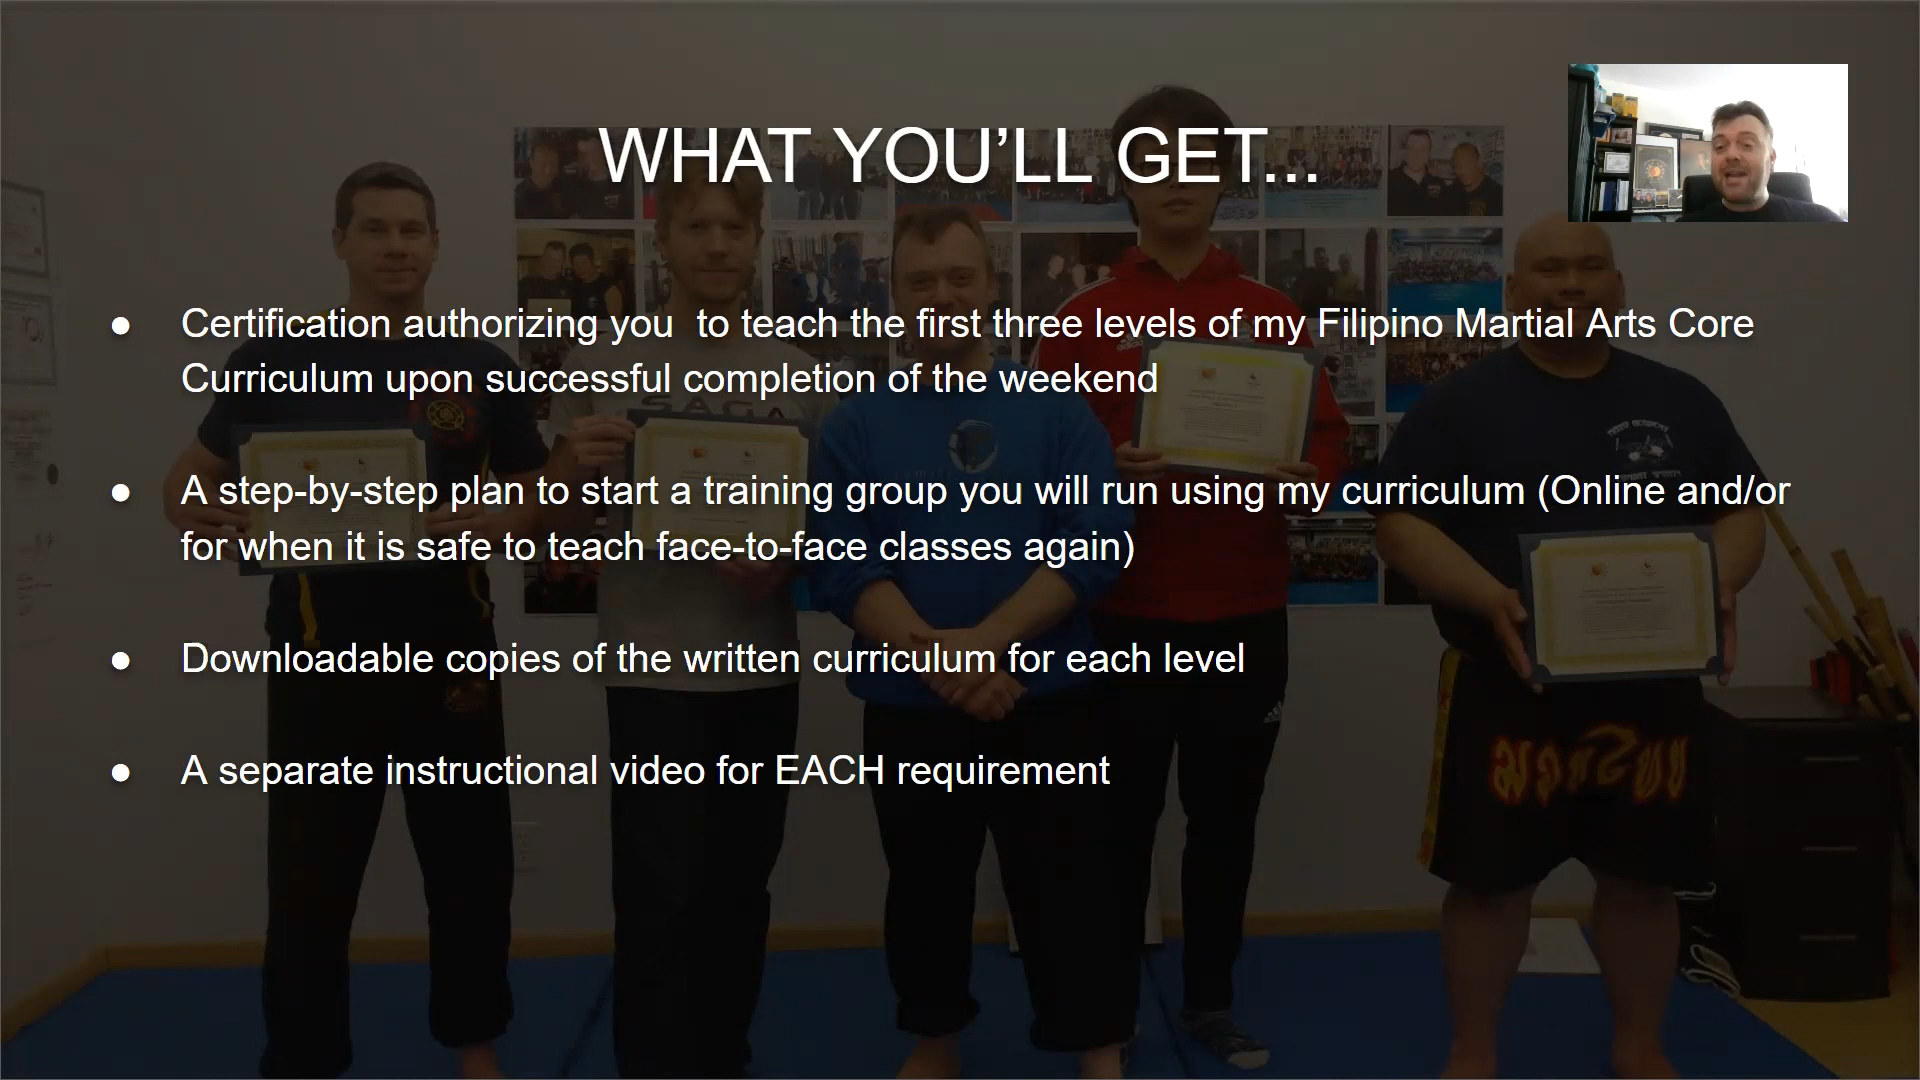 WHAT YOU’LL GET...
● Certification authorizing you  to teach the first three levels of my Filipino Martial Arts Core
Curriculum upon successful completion of the weekend
● A step-by-step plan to start a training group you will run using my curriculum (Online and/or
for when it is safe to teach face-to-face classes again)
● Downloadable copies of the written curriculum for each level
● A separate instructional video for EACH requirement